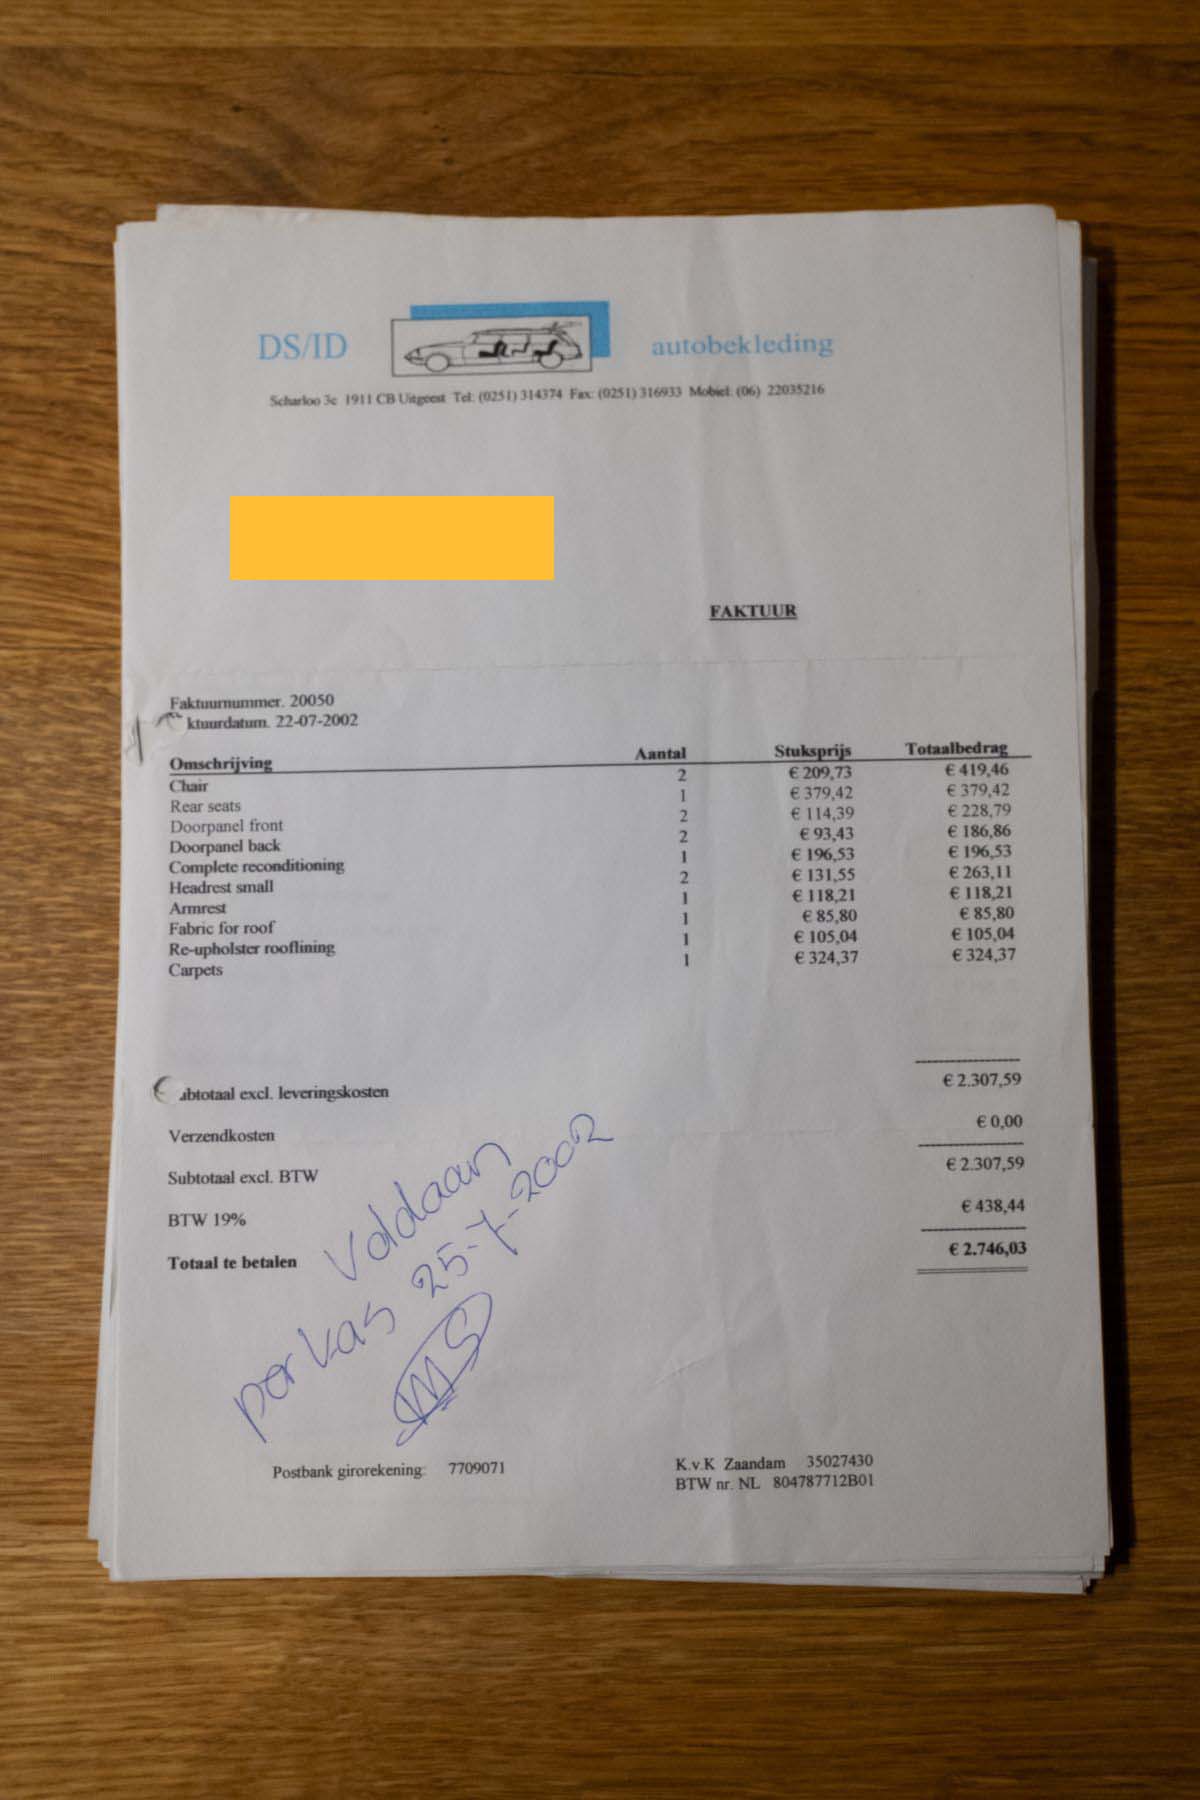 DS/ID autobekleding
Scharloo 3c 1911 CB Uitgeest Tel: (0251) 314374 Fax: (0251) 316933 Mobiel: (06) 22035216
FAKTUUR
Faktuurnummer. 20050
ktuurdatum. 22-07-2002
Omschrijving Aantal Stuksprijs Totaalbedrag
Chair 2 € 209,73 € 419,46
Rear seats 1 € 379,42 € 379,42
Doorpanel front 2 € 114,39 € 228,79
Doorpanel back 2 € 93,43 € 186,86
Complete reconditioning 1 € 196,53 € 196,53
Headrest small 2 € 131,55 € 263,11
Armrest 1 € 118,21 € 118,21
Fabric for roof 1 € 85,80 € 85,80
Re-upholster rooflining 1 € 105,04 € 105,04
Carpets 1 € 324,37 € 324,37
ubtotaal excl. leveringskosten € 2.307,59
Verzendkosten € 0,00
Subtotaal excl. BTW € 2.307,59
BTW 19% € 438,44
Totaal te betalen € 2.746,03
Voldaan
per kas 25-7-2002
MS
Postbank girorekening: 7709071 K.v.K Zaandam 35027430
BTW nr. NL 804787712B01